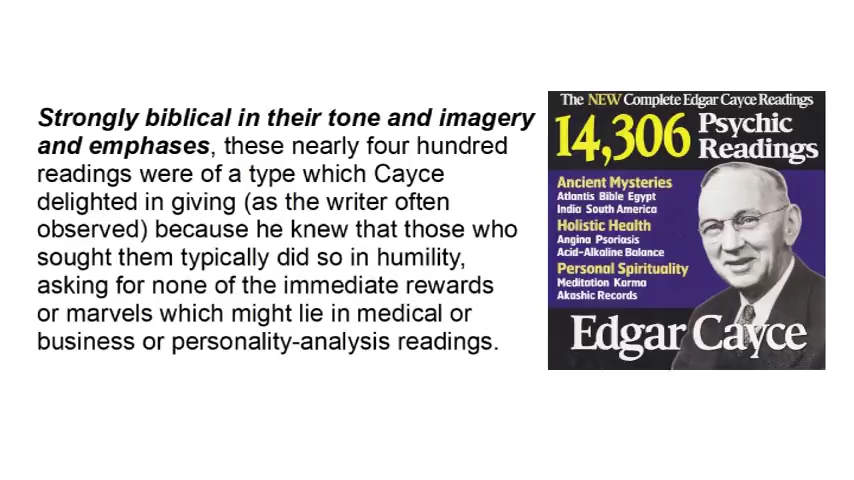 Strongly biblical in their tone and imagery
and emphases, these nearly four hundred
readings were of a type which Cayce
delighted in giving (as the writer often
observed) because he knew that those who
sought them typically did so in humility,
asking for none of the immediate rewards
or marvels which might lie in medical or
business or personality-analysis readings.
The NEW Complete Edgar Cayce Readings
14,306 Psychic
Readings
Ancient Mysteries
Atlantis Bible Egypt
India South America
Holistic Health
Angina Psoriasis
Acid-Alkaline Balance
Personal Spirituality
Meditation Karma
Akashic Records
Edgar Cayce